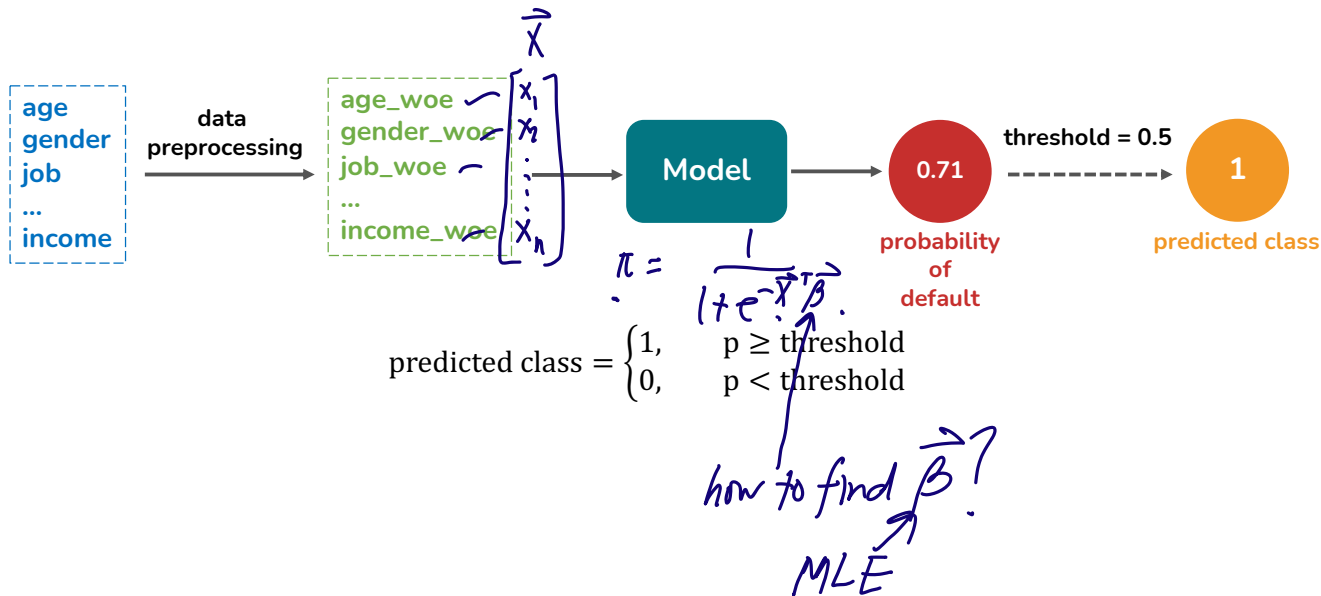 X⃗
age
gender
job
...
income
data
preprocessing
age_woe
gender_woe
job_woe
...
income_woe
x₁
x₂
⋮
xₙ
Model
0.71
probability
of
default
threshold = 0.5
1
predicted class
π = 1 / (1 + e^(-X⃗ᵀβ⃗))
predicted class = {1, p ≥ threshold
0, p < threshold
how to find β⃗?
MLE